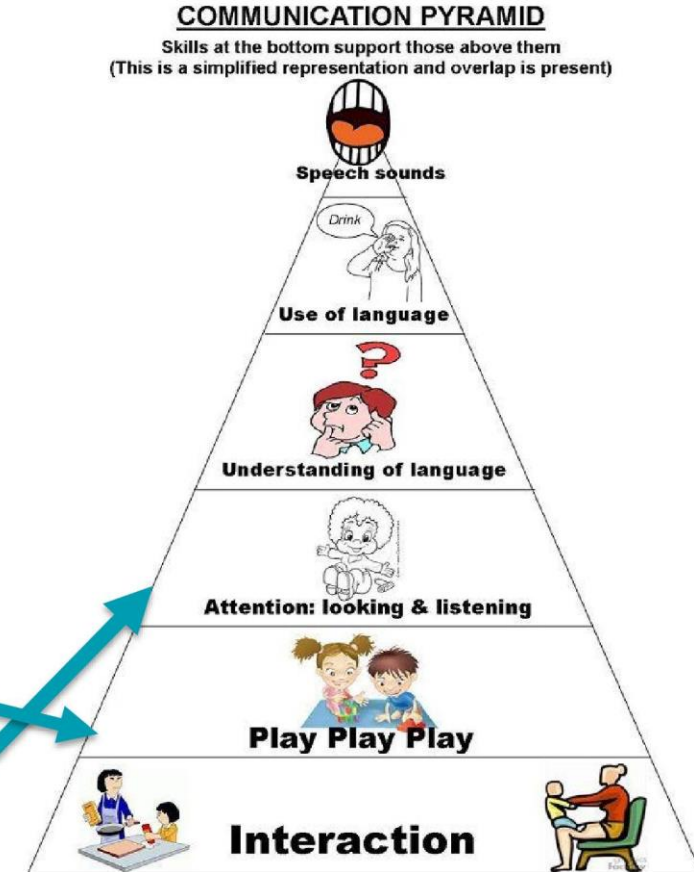 COMMUNICATION PYRAMID
Skills at the bottom support those above them
(This is a simplified representation and overlap is present)
Speech sounds
Drink
Use of language
?
Understanding of language
Attention: looking & listening
Play Play Play
Interaction